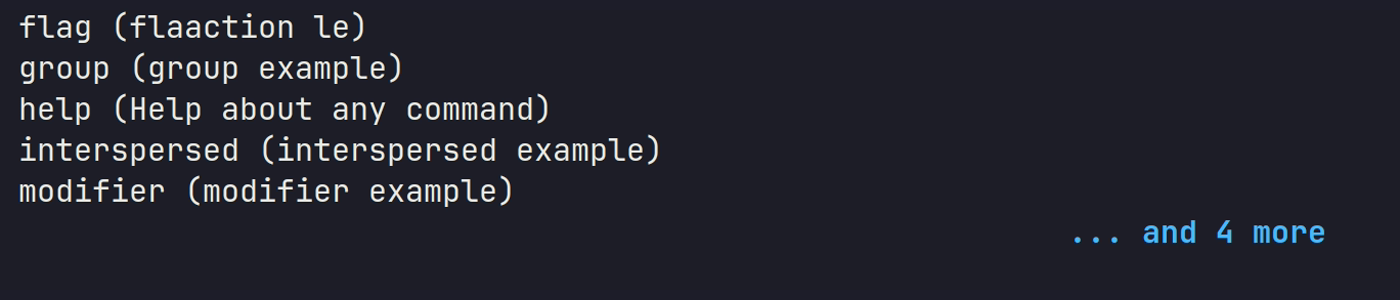 flag (flaaction le)
group (group example)
help (Help about any command)
interspersed (interspersed example)
modifier (modifier example)
... and 4 more